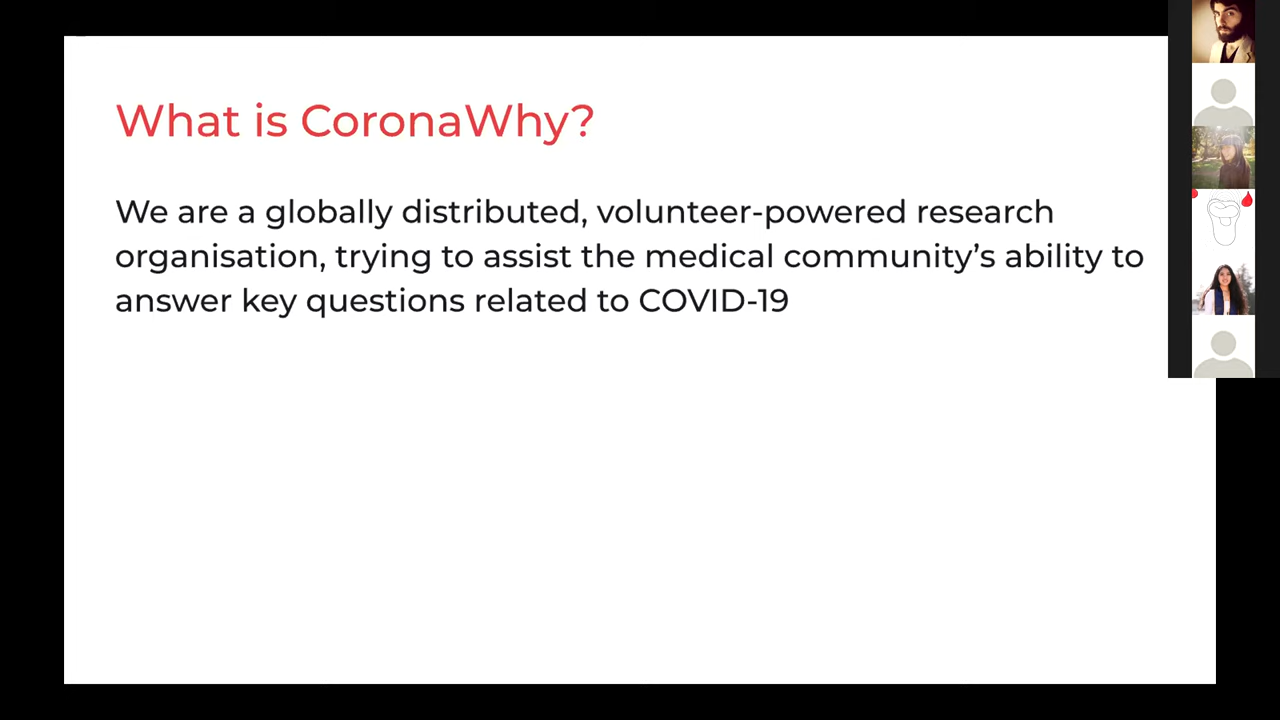 What is CoronaWhy?
We are a globally distributed, volunteer-powered research
organisation, trying to assist the medical community’s ability to
answer key questions related to COVID-19